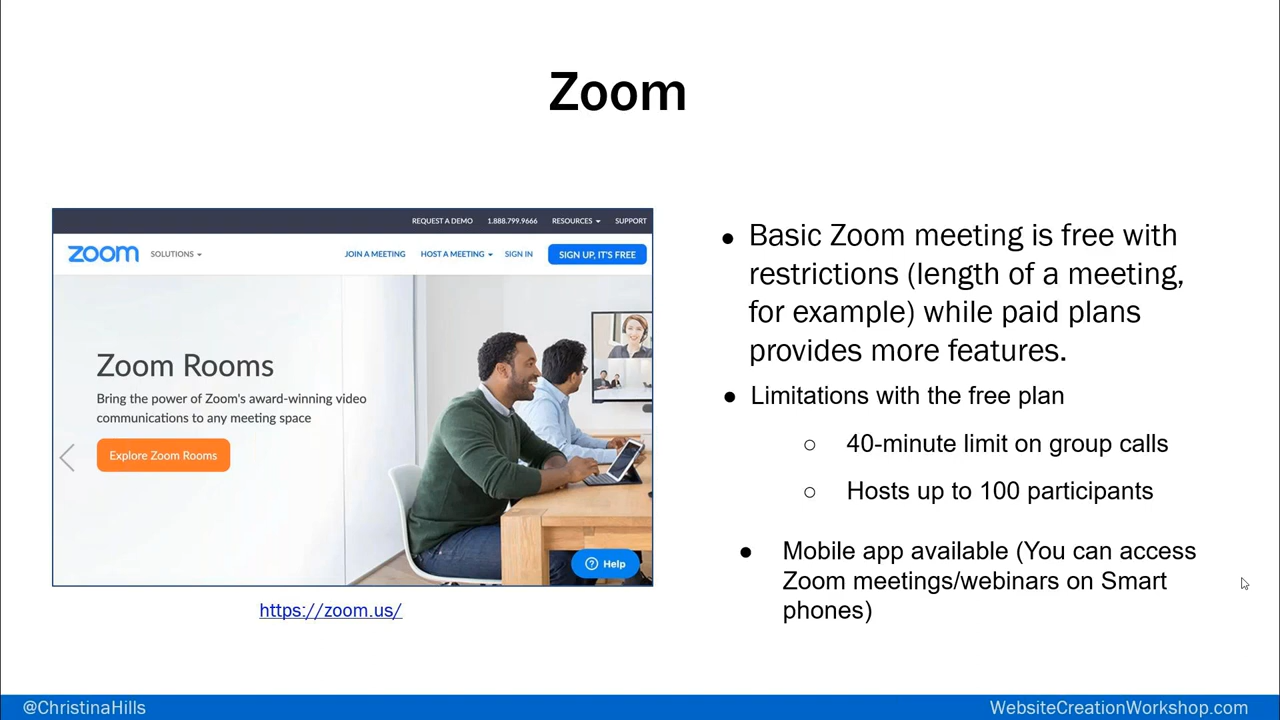 Zoom
REQUEST A DEMO 1.888.799.9666 RESOURCES SUPPORT
zoom SOLUTIONS JOIN A MEETING HOST A MEETING SIGN IN SIGN UP, IT'S FREE
Zoom Rooms
Bring the power of Zoom's award-winning video
communications to any meeting space
Explore Zoom Rooms
Help
https://zoom.us/
● Basic Zoom meeting is free with
restrictions (length of a meeting,
for example) while paid plans
provides more features.
● Limitations with the free plan
○ 40-minute limit on group calls
○ Hosts up to 100 participants
● Mobile app available (You can access
Zoom meetings/webinars on Smart
phones)
@ChristinaHills WebsiteCreationWorkshop.com